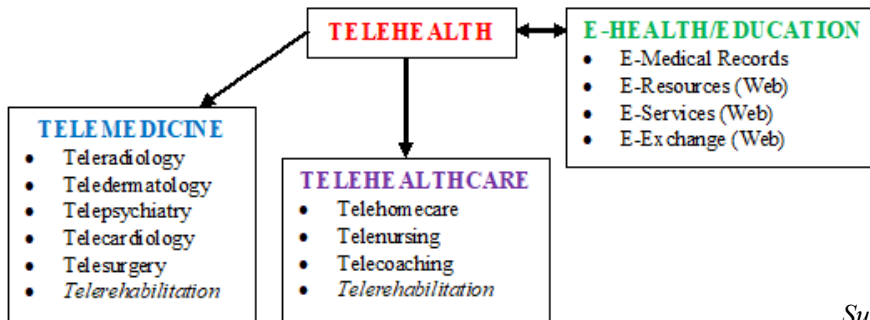 TELEHEALTH
E-HEALTH/EDUCATION
• E-Medical Records
• E-Resources (Web)
• E-Services (Web)
• E-Exchange (Web)
TELEMEDICINE
• Teleradiology
• Teledermatology
• Telepsychiatry
• Telecardiology
• Telesurgery
• Telerehabilitation
TELEHEALTHCARE
• Telehomecare
• Telenursing
• Telecoaching
• Telerehabilitation
Su